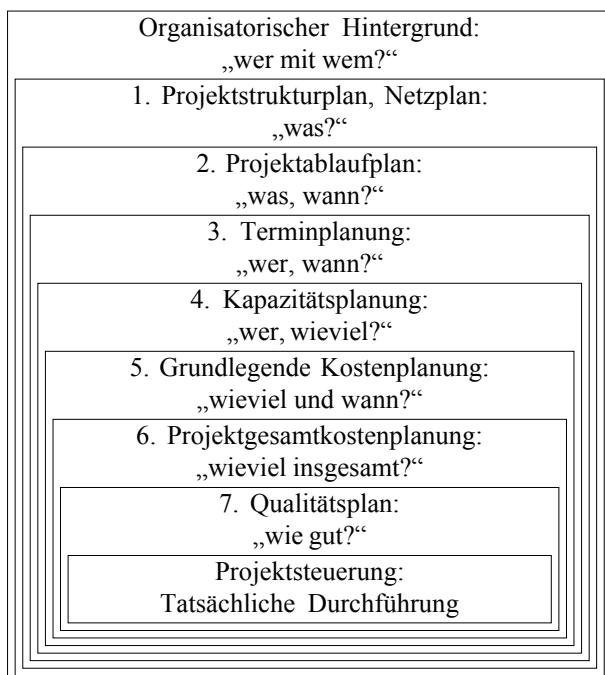 Organisatorischer Hintergrund:
„wer mit wem?“
1. Projektstrukturplan, Netzplan:
„was?“
2. Projektablaufplan:
„was, wann?“
3. Terminplanung:
„wer, wann?“
4. Kapazitätsplanung:
„wer, wieviel?“
5. Grundlegende Kostenplanung:
„wieviel und wann?“
6. Projektgesamtkostenplanung:
„wieviel insgesamt?“
7. Qualitätsplan:
„wie gut?“
Projektsteuerung:
Tatsächliche Durchführung